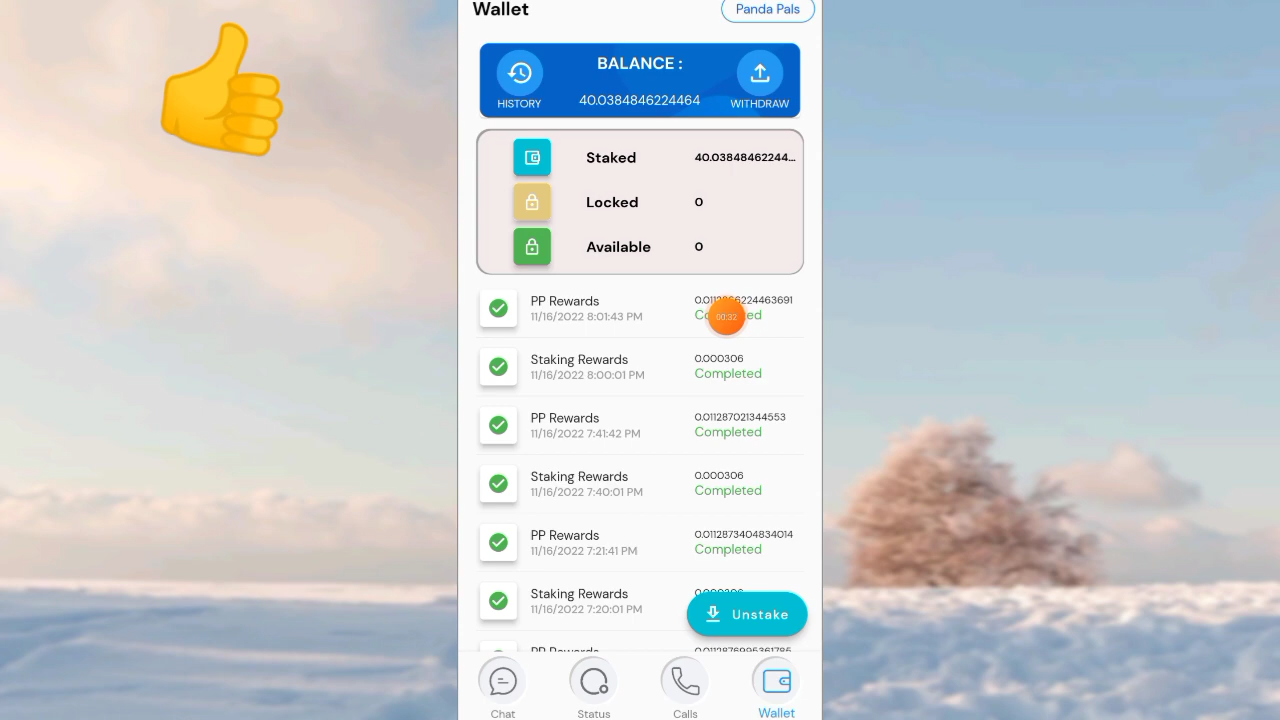 Wallet
Panda Pals
BALANCE :
HISTORY
40.0384846224464
WITHDRAW
Staked
40.03848462244...
Locked
0
Available
0
PP Rewards
11/16/2022 8:01:43 PM
00:32
Staking Rewards
0.000306
11/16/2022 8:00:01 PM
Completed
PP Rewards
0.011287021344553
11/16/2022 7:41:42 PM
Completed
Staking Rewards
0.000306
11/16/2022 7:40:01 PM
Completed
PP Rewards
0.0112873404834014
11/16/2022 7:21:41 PM
Completed
Staking Rewards
11/16/2022 7:20:01 PM
Unstake
PP Rewards
Chat
Status
Calls
Wallet